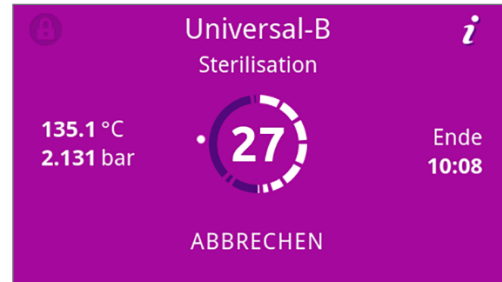 Universal-B
i
Sterilisation
135.1 °C
2.131 bar
27
Ende
10:08
ABBRECHEN